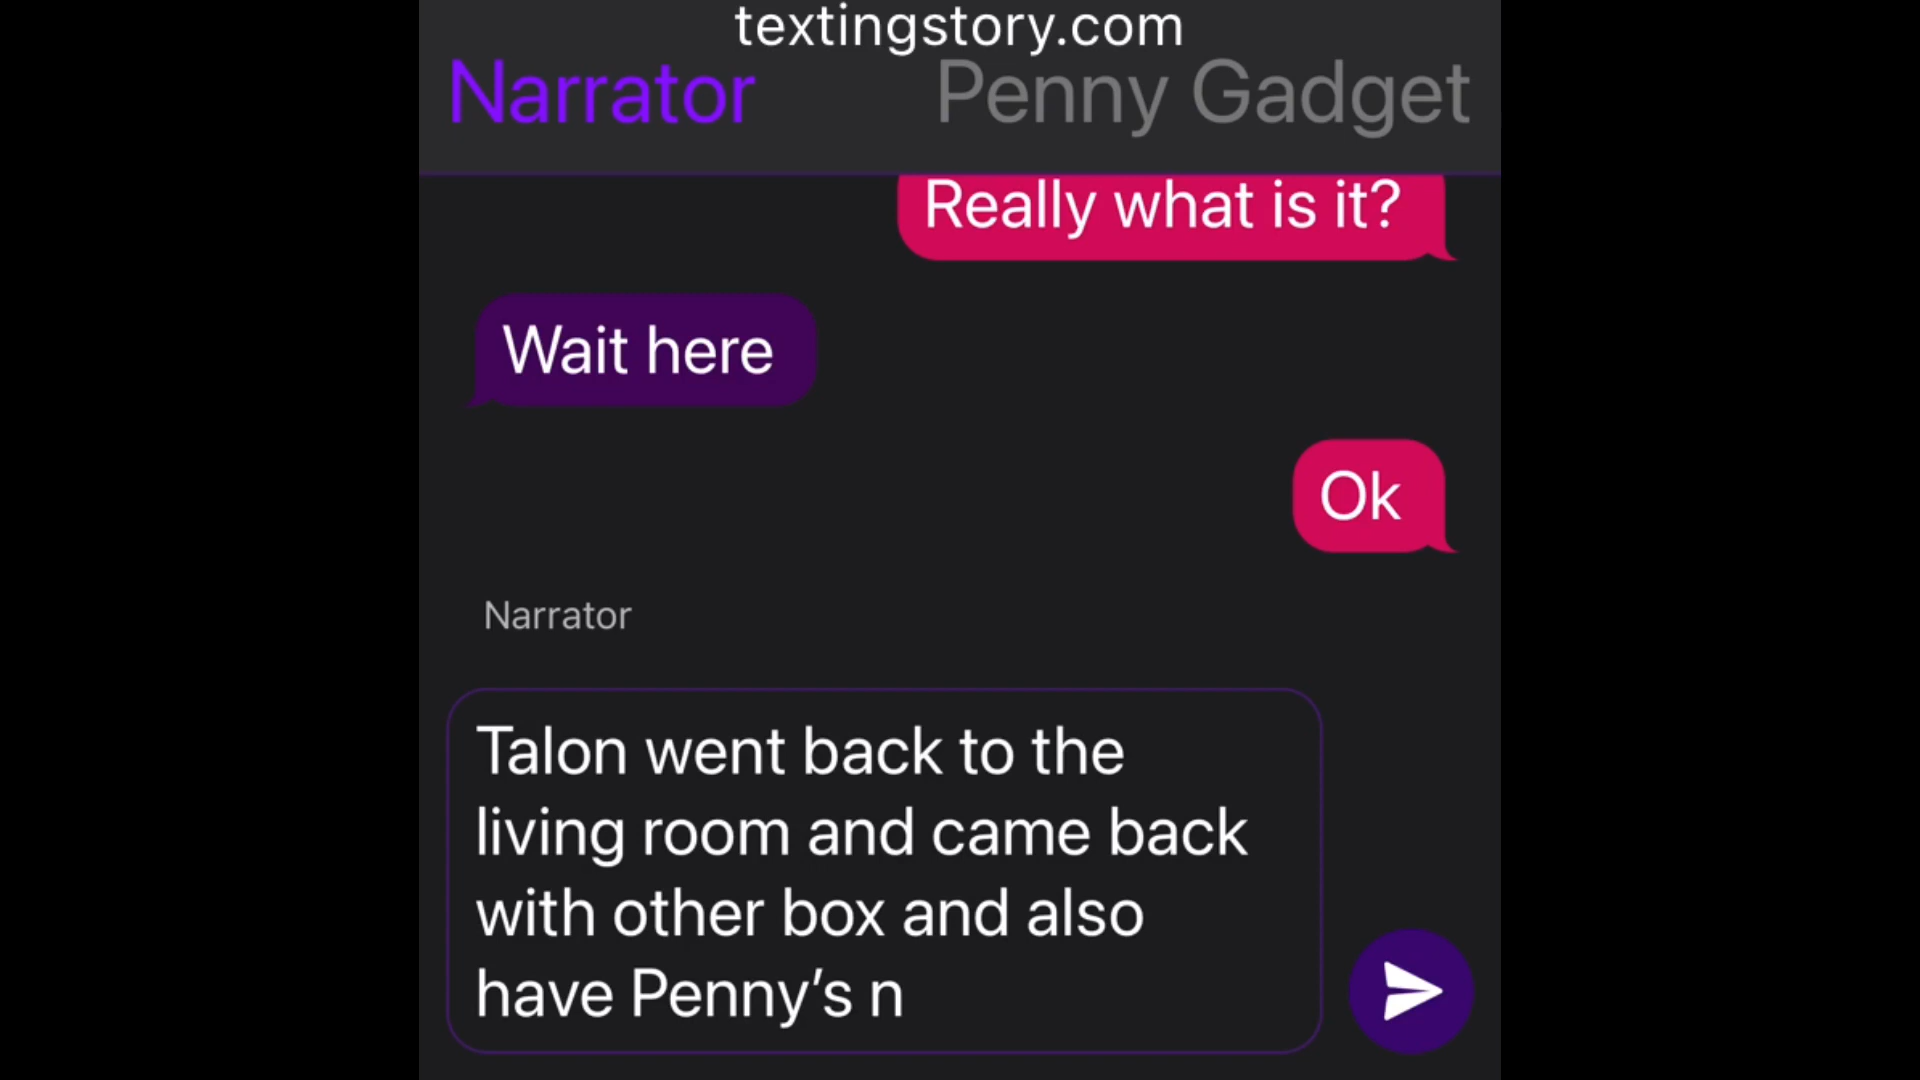 textingstory.com
Narrator Penny Gadget
Really what is it?
Wait here
Ok
Narrator
Talon went back to the
living room and came back
with other box and also
have Penny’s n